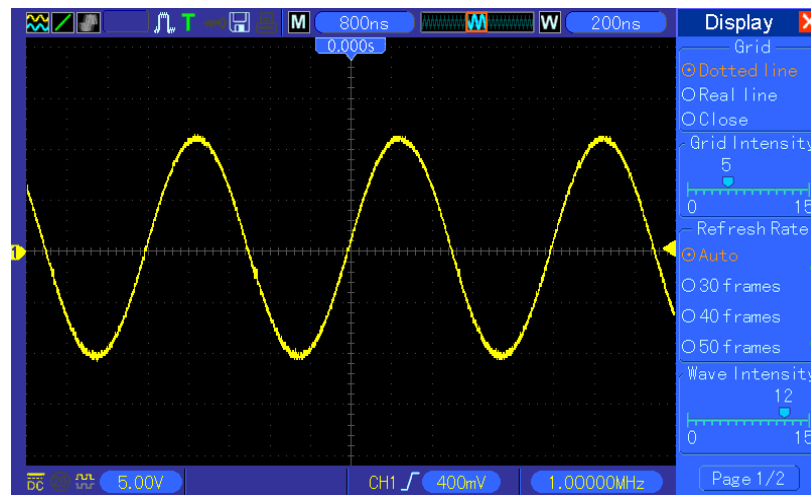 T M 800ns W 200ns
0.000s
1
DC 5.00V CH1 400mV 1.00000MHz
Display X
Grid
Dotted line
Real line
Close
Grid Intensity
5
0 15
Refresh Rate
Auto
30 frames
40 frames
50 frames
Wave Intensity
12
0 15
Page 1/2